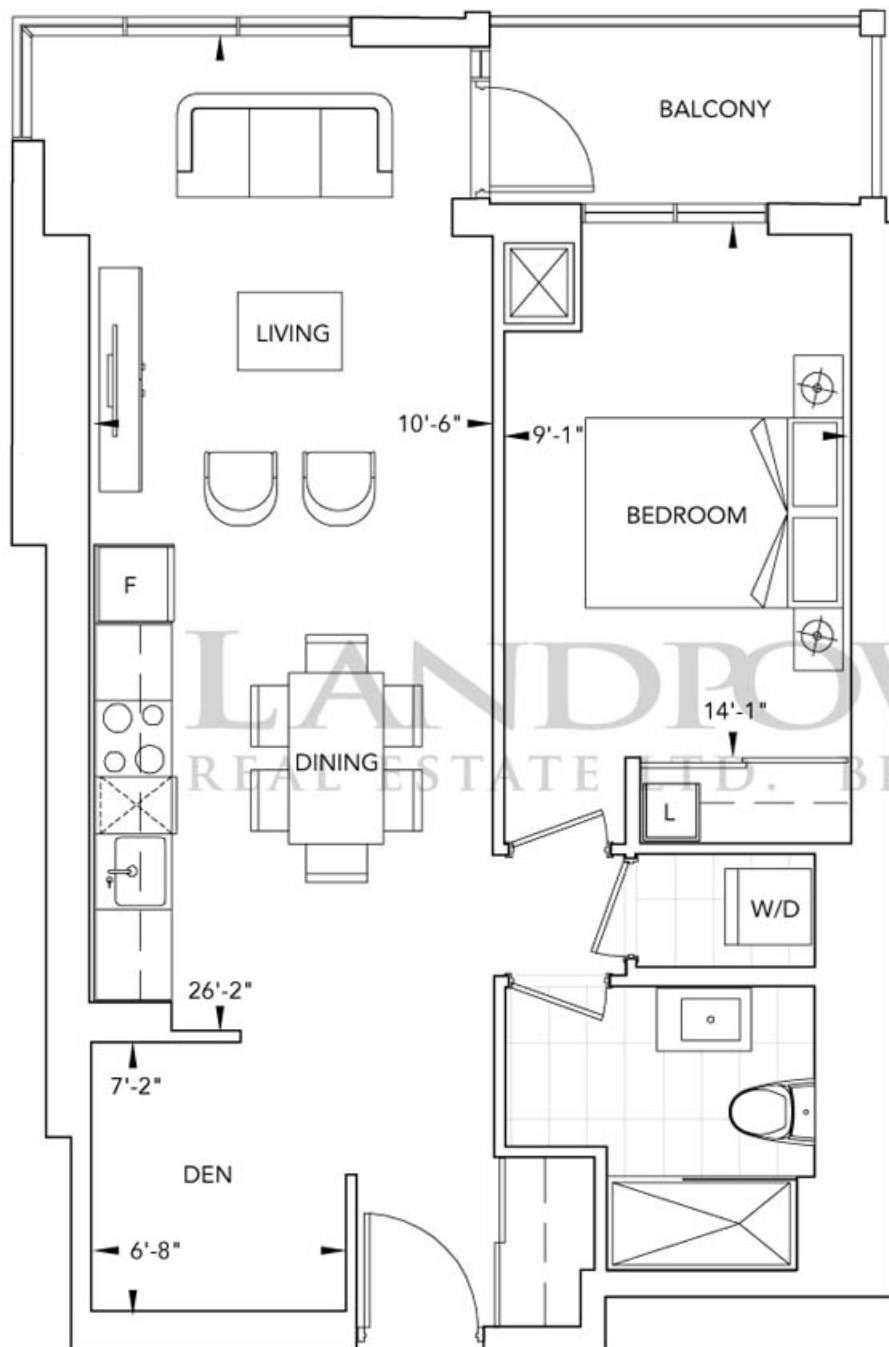 BALCONY
LIVING
10'-6"
9'-1"
BEDROOM
F
LANDPOW
14'-1"
DINING
REAL ESTATE LTD. B
L
W/D
26'-2"
7'-2"
DEN
6'-8"